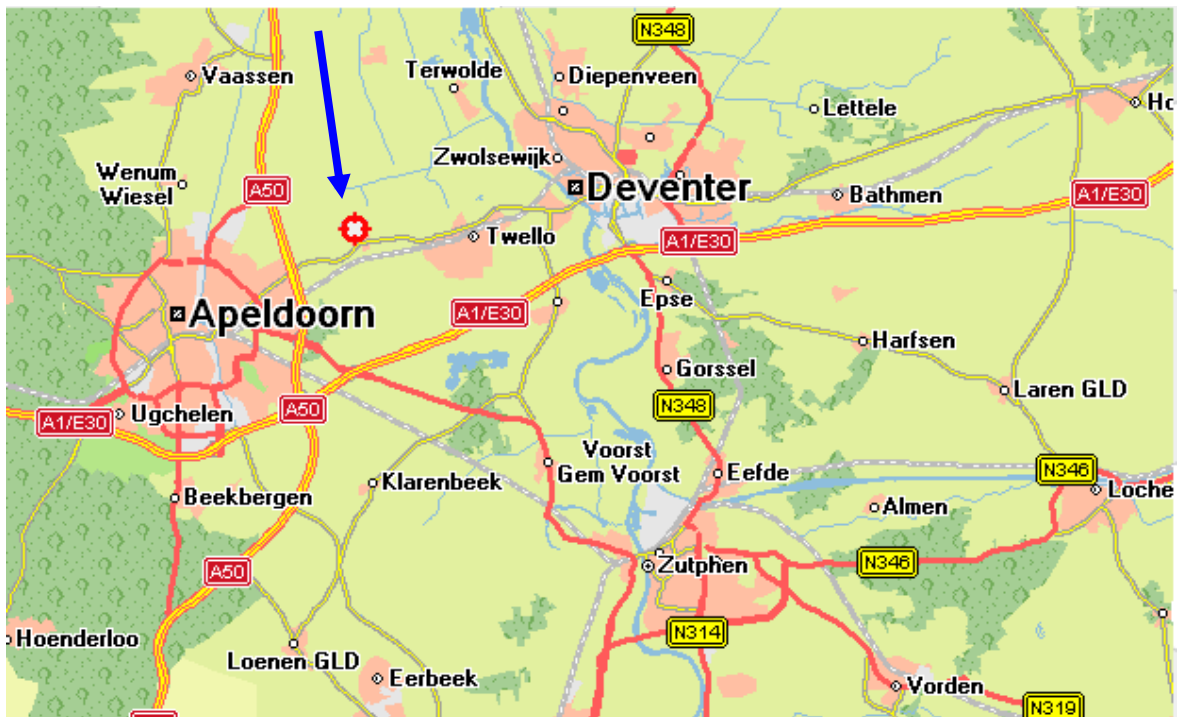 N348
Vaassen
Terwolde
Diepenveen
Lettele
Ho
Wenum
Wiesel
Zwolsewijk
A50
Deventer
Bathmen
A1/E30
Twello
A1/E30
Epse
A1/E30
Apeldoorn
Harfsen
Gorssel
Laren GLD
A1/E30
Ugchelen
A50
N348
Voorst
Gem Voorst
Eefde
N346
Klarenbeek
Loche
Beekbergen
Almen
A50
Zutphen
N346
Hoenderloo
Loenen GLD
N314
Eerbeek
Vorden
N319